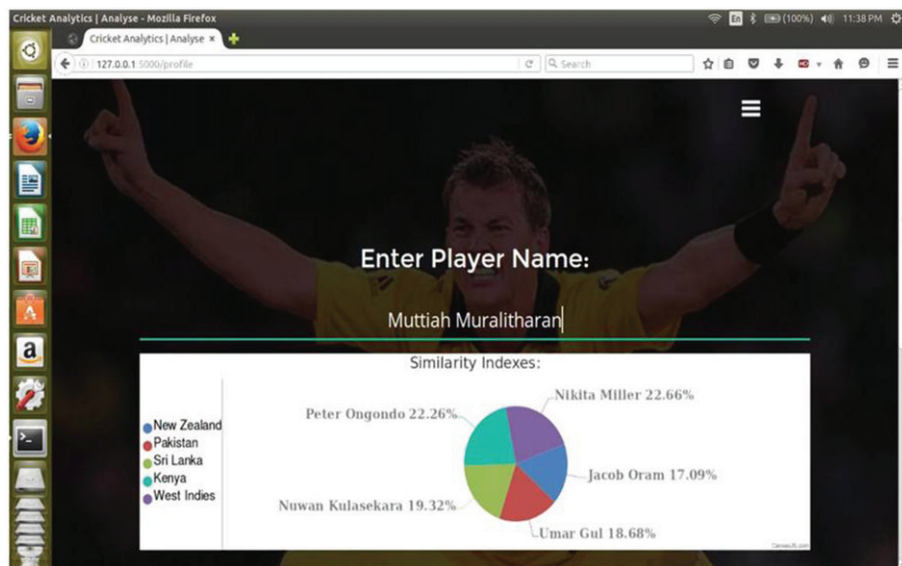 Cricket Analytics | Analyse - Mozilla Firefox
En (100%) 11:38 PM
Cricket Analytics | Analyse ×
127.0.0.1:5000/profile
Search
Enter Player Name:
Muttiah Muralitharan
Similarity Indexes:
New Zealand
Pakistan
Sri Lanka
Kenya
West Indies
Nikita Miller 22.66%
Peter Ongondo 22.26%
Jacob Oram 17.09%
Nuwan Kulasekara 19.32%
Umar Gul 18.68%
CanvasJS.com